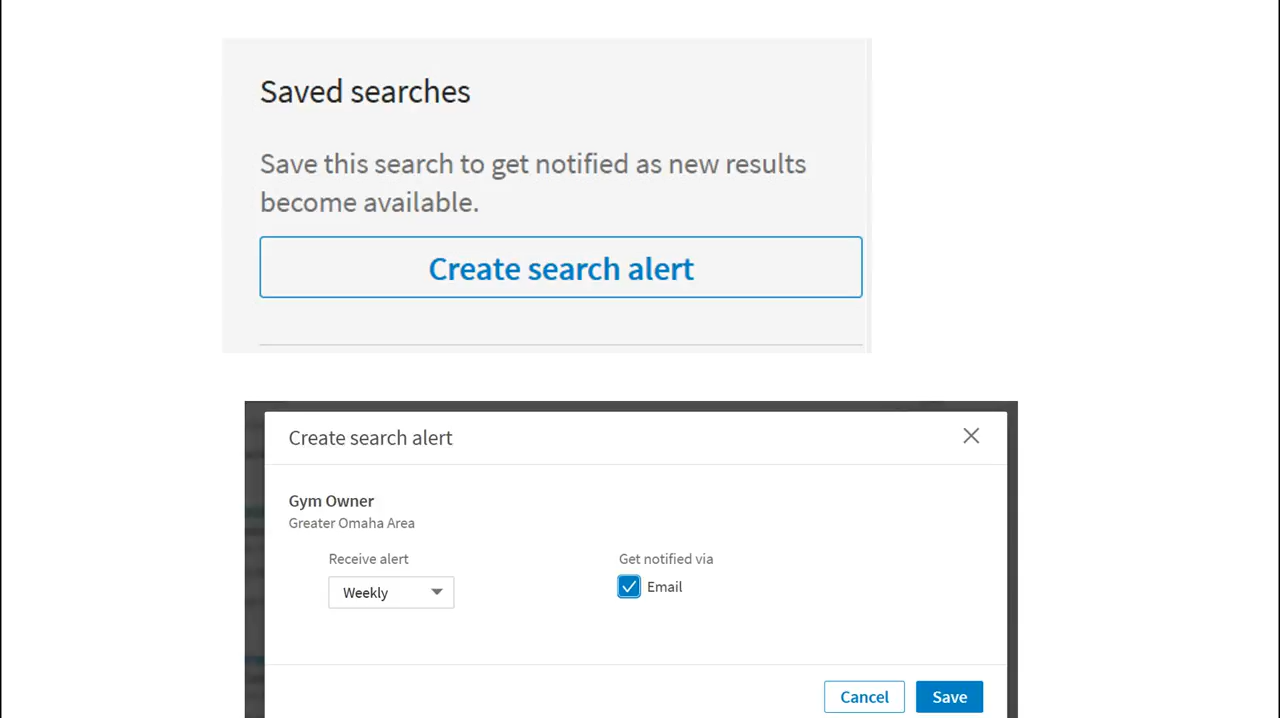 Saved searches
Save this search to get notified as new results
become available.
Create search alert
Create search alert
Gym Owner
Greater Omaha Area
Receive alert
Get notified via
Weekly
Email
Cancel
Save